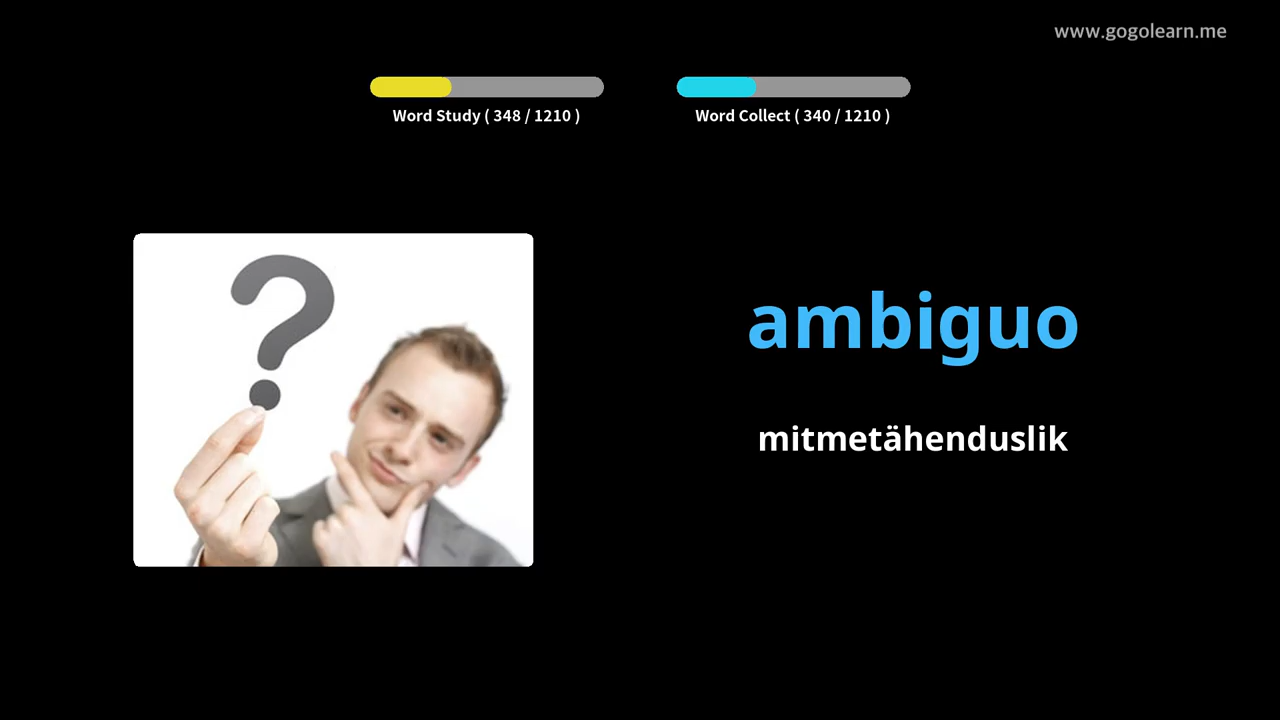 www.gogolearn.me
Word Study ( 348 / 1210 )
Word Collect ( 340 / 1210 )
ambiguo
mitmetähenduslik